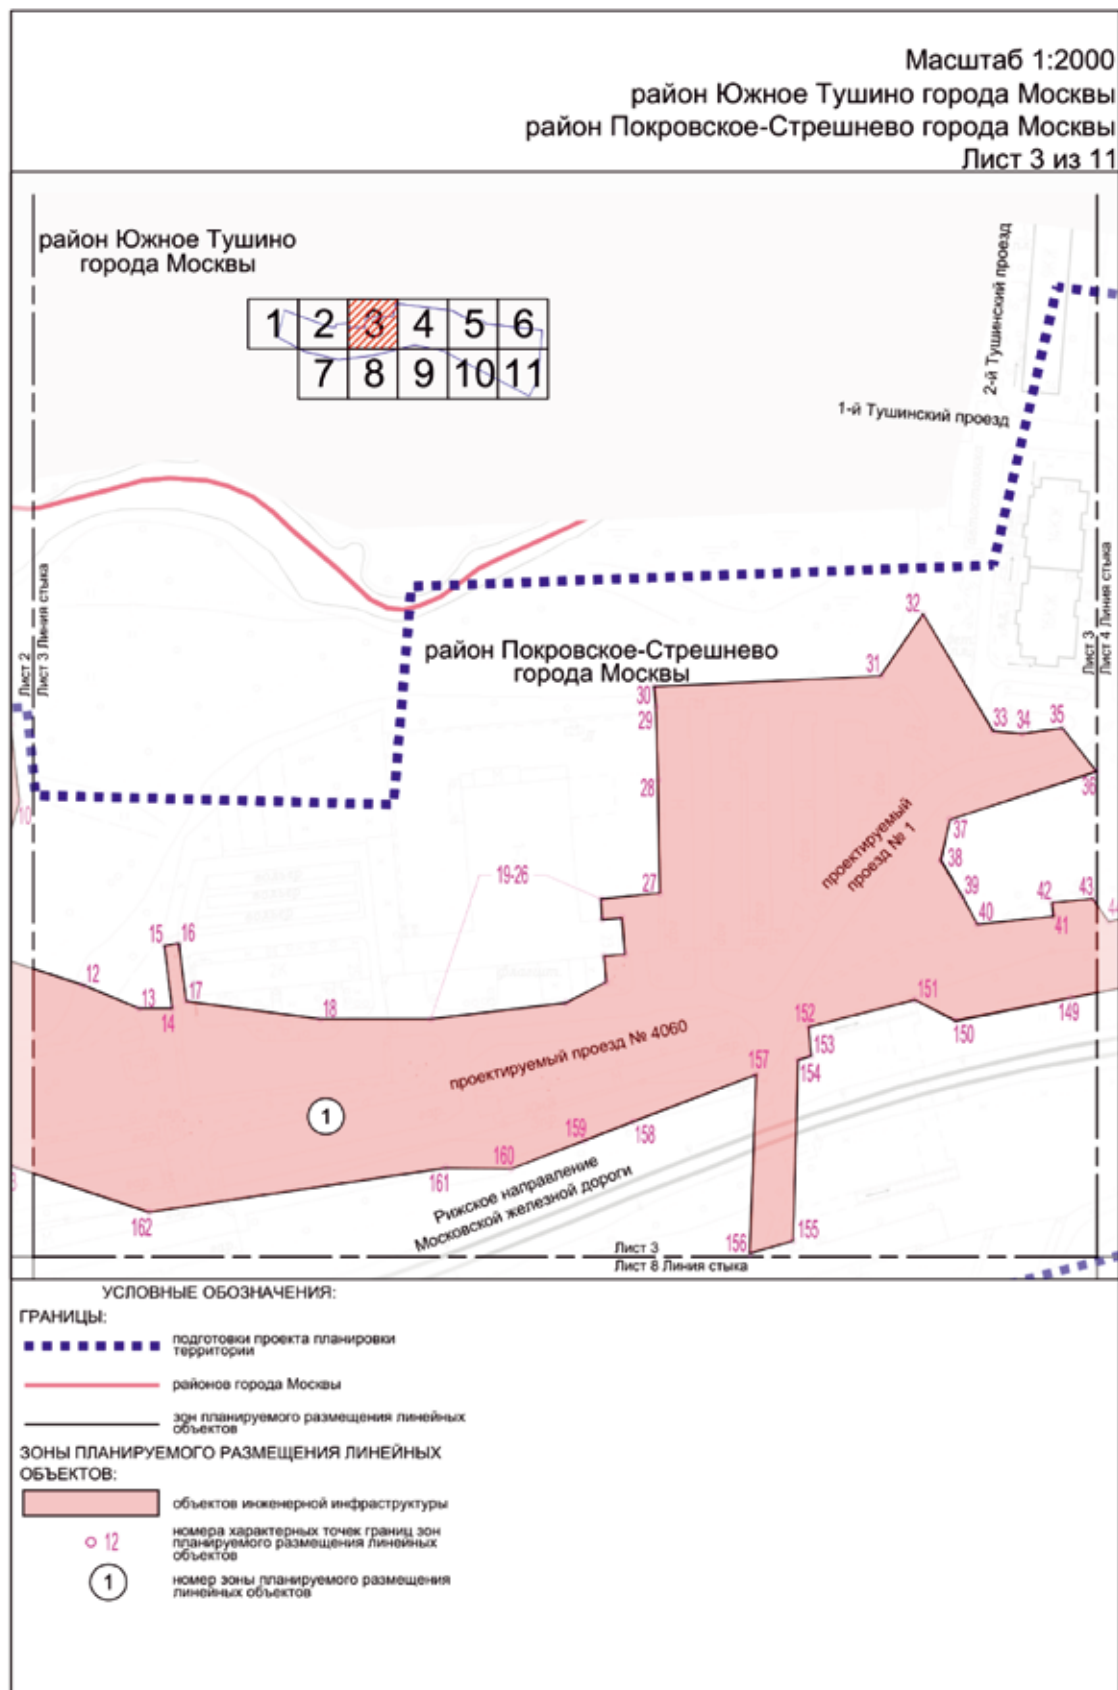 Масштаб 1:2000
район Южное Тушино города Москвы
район Покровское-Стрешнево города Москвы
Лист 3 из 11
район Южное Тушино
города Москвы
1 2 3 4 5 6
7 8 9 10 11
2-й Тушинский проезд
1-й Тушинский проезд
Лист 2
Лист 3 Линия стыка
Лист 3
Лист 4 Линия стыка
район Покровское-Стрешнево
города Москвы
32
31
30
29
33
34
35
28
36
10
37
38
проектируемый
проезд № 1
19-26
27
39
42
43
40
41
44
15
16
12
13
14
17
18
151
152
150
149
153
154
проектируемый проезд № 4060
157
1
159
158
160
161
162
Рижское направление
Московской железной дороги
155
156
Лист 3
Лист 8 Линия стыка
УСЛОВНЫЕ ОБОЗНАЧЕНИЯ:
ГРАНИЦЫ:
подготовки проекта планировки
территории
районов города Москвы
зон планируемого размещения линейных
объектов
ЗОНЫ ПЛАНИРУЕМОГО РАЗМЕЩЕНИЯ ЛИНЕЙНЫХ
ОБЪЕКТОВ:
объектов инженерной инфраструктуры
12
номера характерных точек границ зон
планируемого размещения линейных
объектов
1
номер зоны планируемого размещения
линейных объектов